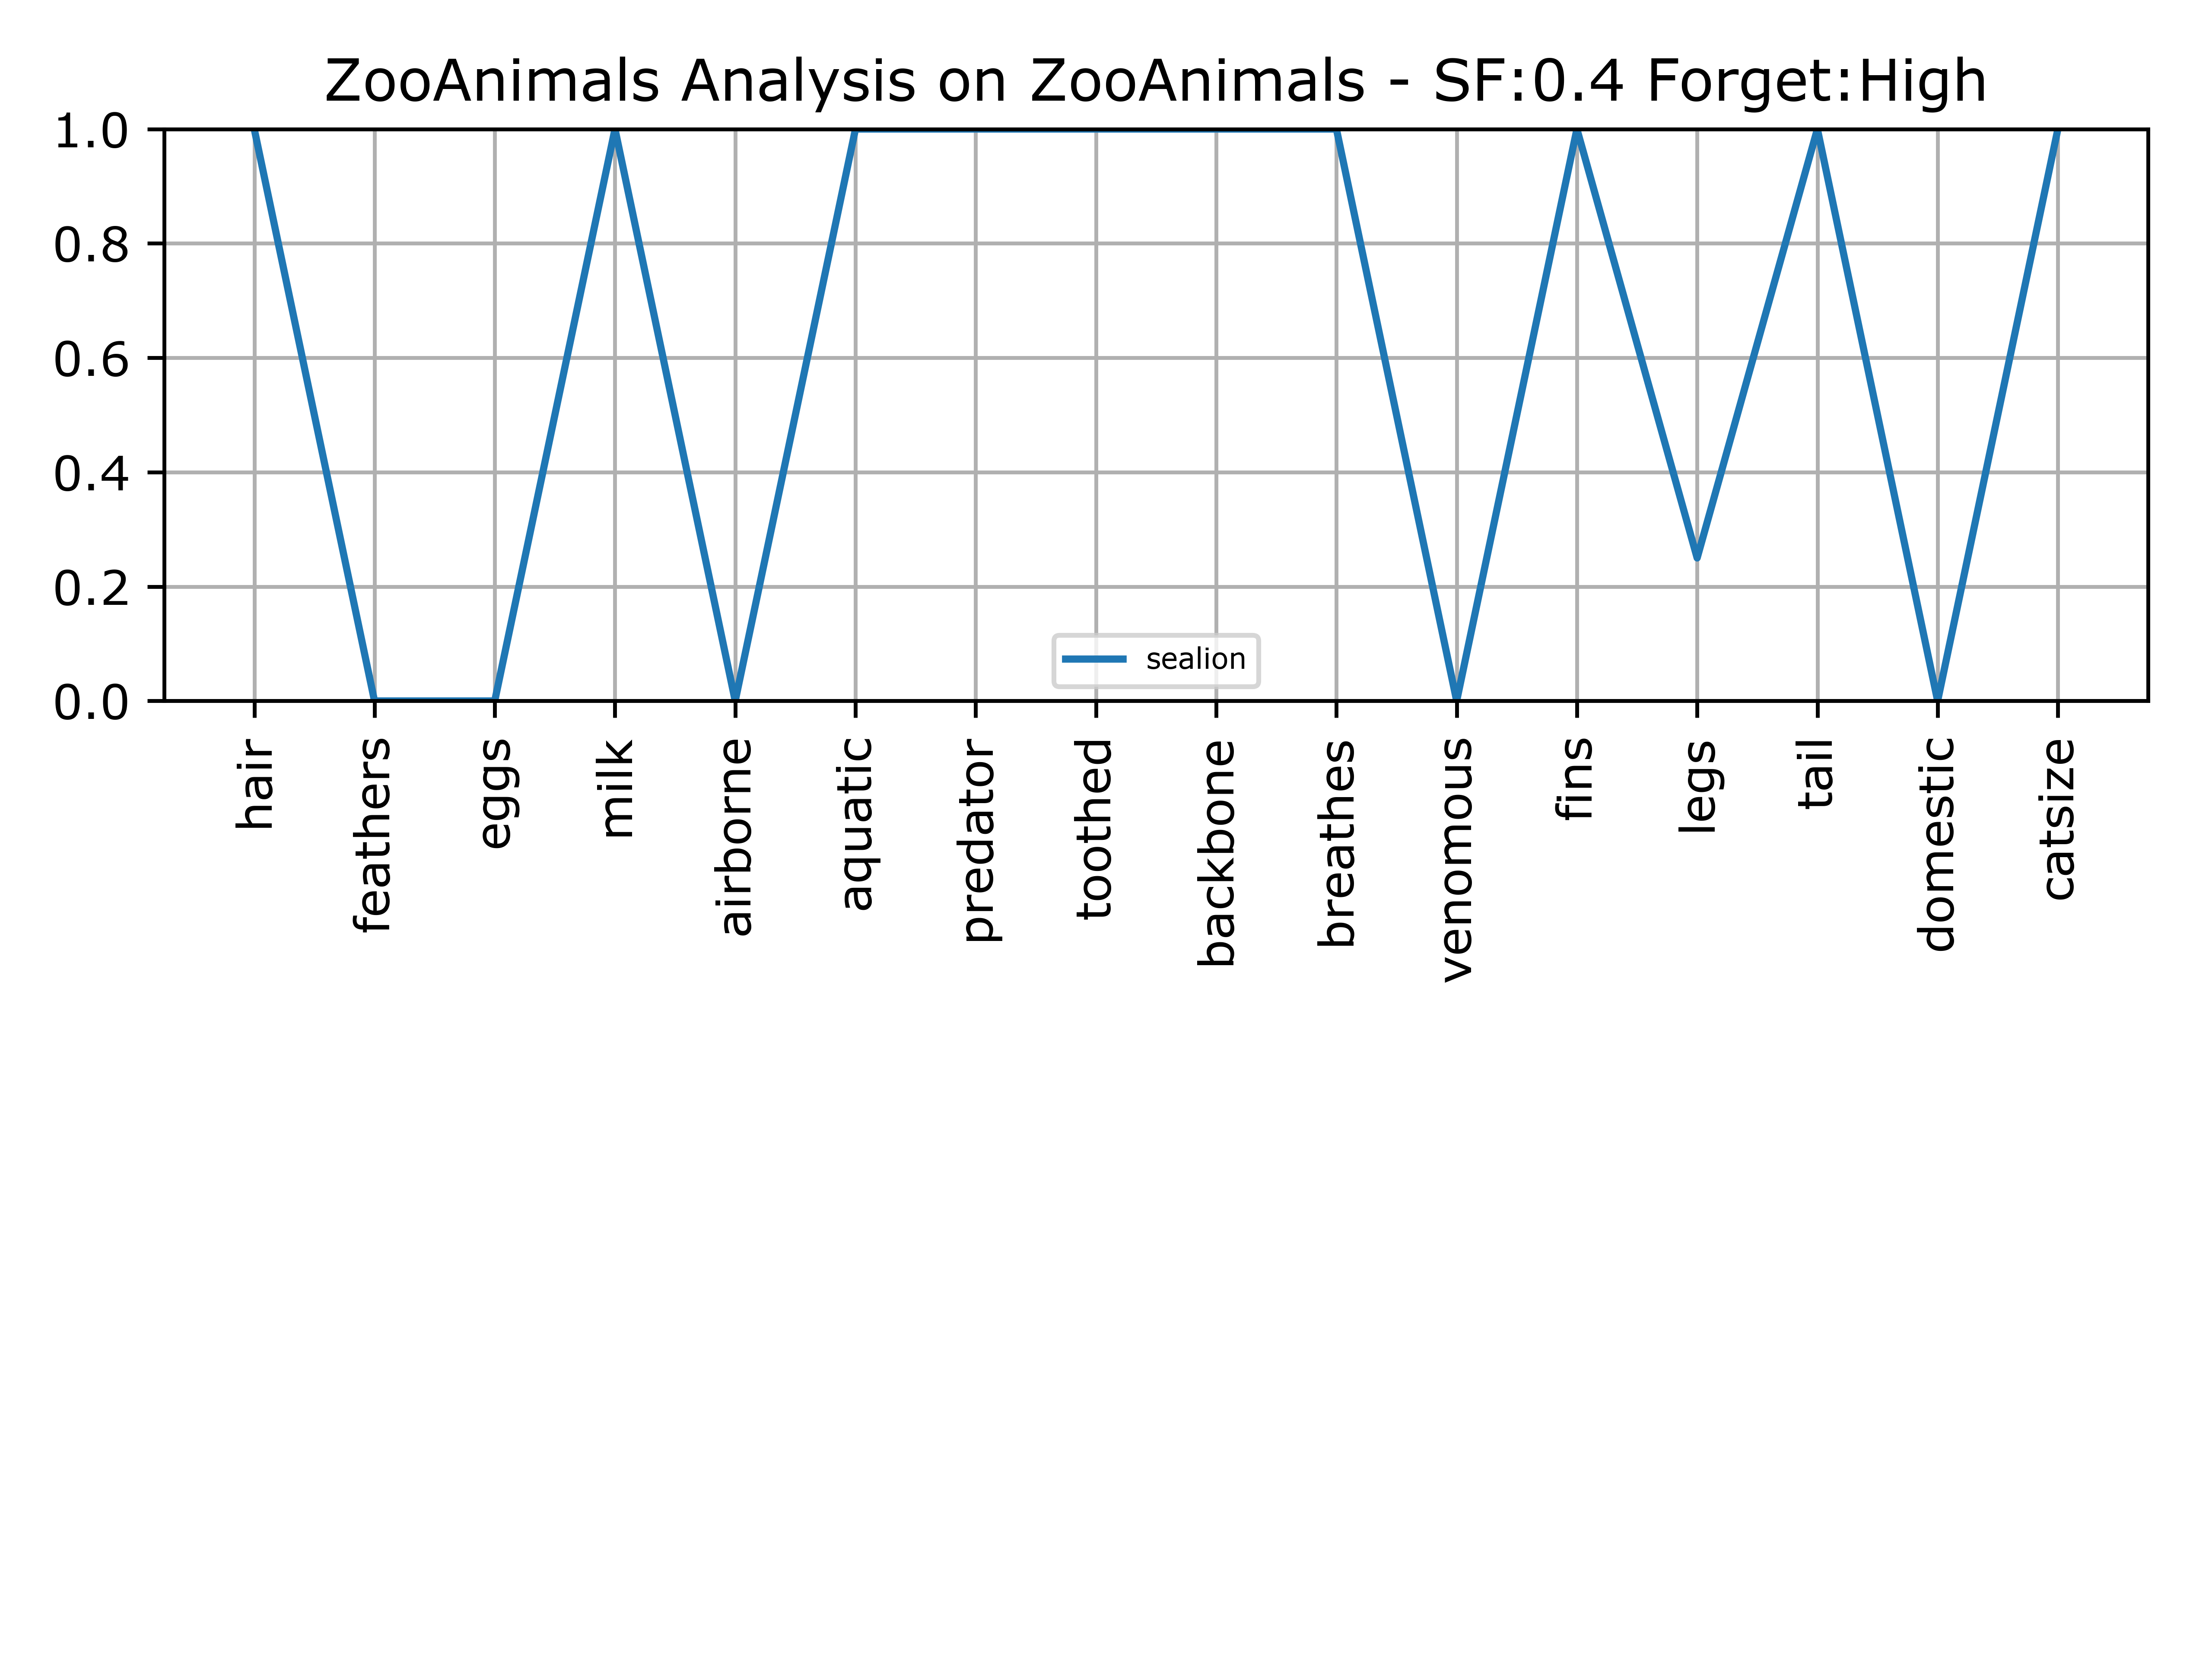 ZooAnimals Analysis on ZooAnimals - SF:0.4 Forget:High
1.0
0.8
0.6
0.4
0.2
0.0
sealion
hair
feathers
eggs
milk
airborne
aquatic
predator
toothed
backbone
breathes
venomous
fins
legs
tail
domestic
catsize